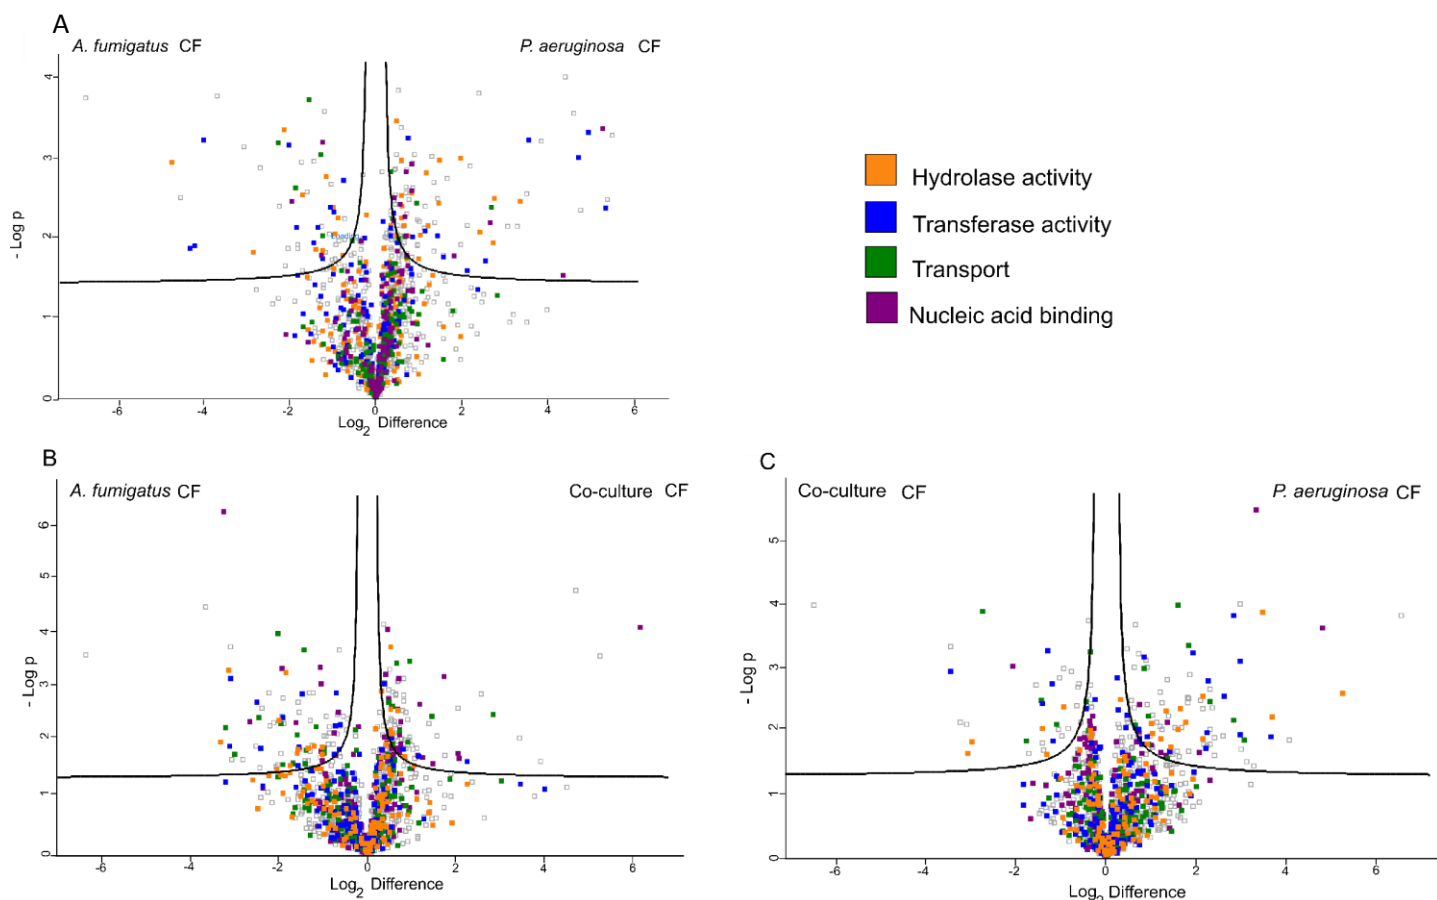 A
A. fumigatus CF
P. aeruginosa CF
- Log p
4
3
2
1
0
Loading
-6
-4
-2
0
2
4
6
Log2 Difference
Hydrolase activity
Transferase activity
Transport
Nucleic acid binding
B
A. fumigatus CF
Co-culture CF
- Log p
6
5
4
3
2
1
0
-6
-4
-2
0
2
4
6
Log2 Difference
C
Co-culture CF
P. aeruginosa CF
- Log p
5
4
3
2
1
0
-6
-4
-2
0
2
4
6
Log2 Difference